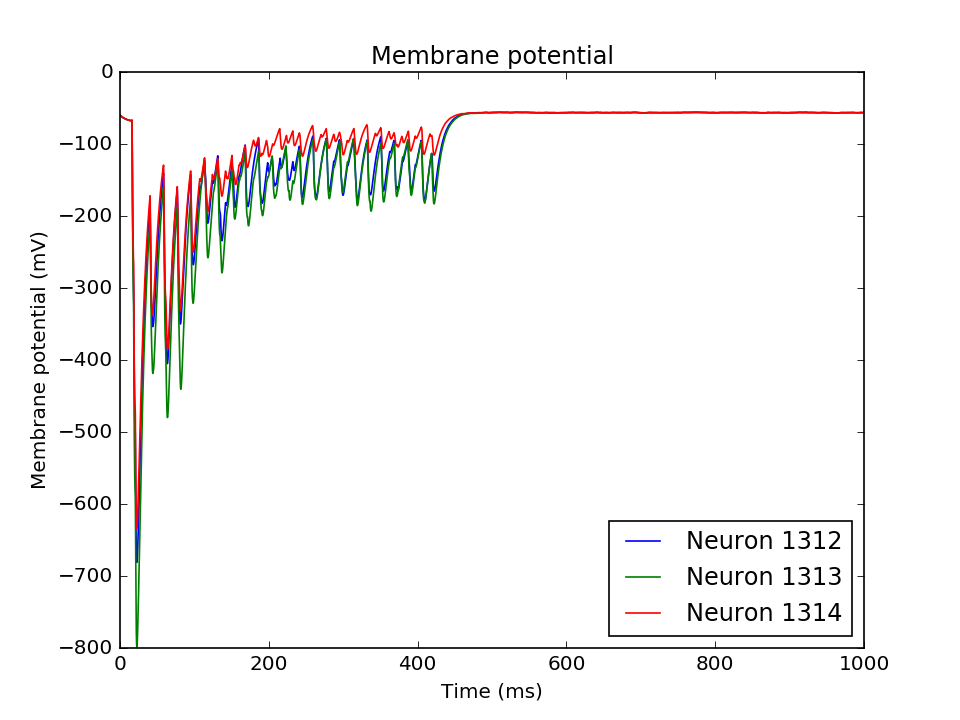 Membrane potential
Membrane potential (mV)
0
−100
−200
−300
−400
−500
−600
−700
−800
0 200 400 600 800 1000
Time (ms)
Neuron 1312
Neuron 1313
Neuron 1314